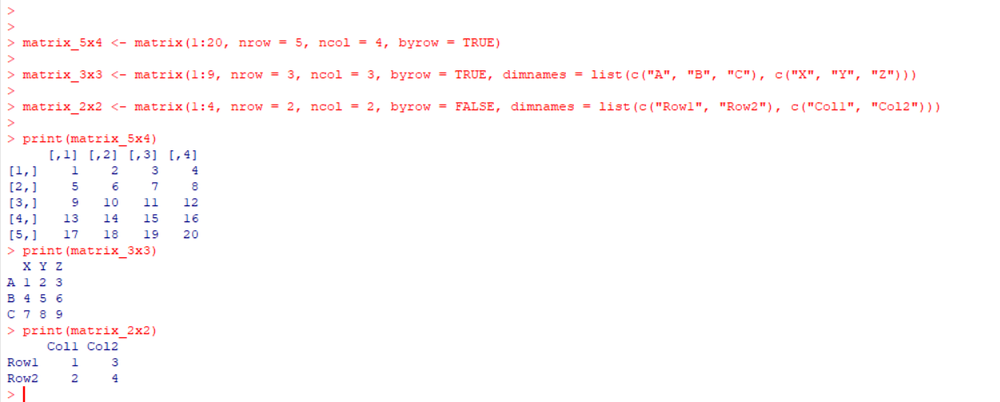 >
>
> matrix_5x4 <- matrix(1:20, nrow = 5, ncol = 4, byrow = TRUE)
>
> matrix_3x3 <- matrix(1:9, nrow = 3, ncol = 3, byrow = TRUE, dimnames = list(c("A", "B", "C"), c("X", "Y", "Z")))
>
> matrix_2x2 <- matrix(1:4, nrow = 2, ncol = 2, byrow = FALSE, dimnames = list(c("Row1", "Row2"), c("Col1", "Col2")))
>
> print(matrix_5x4)
     [,1] [,2] [,3] [,4]
[1,]    1    2    3    4
[2,]    5    6    7    8
[3,]    9   10   11   12
[4,]   13   14   15   16
[5,]   17   18   19   20
> print(matrix_3x3)
  X Y Z
A 1 2 3
B 4 5 6
C 7 8 9
> print(matrix_2x2)
     Col1 Col2
Row1    1    3
Row2    2    4
>